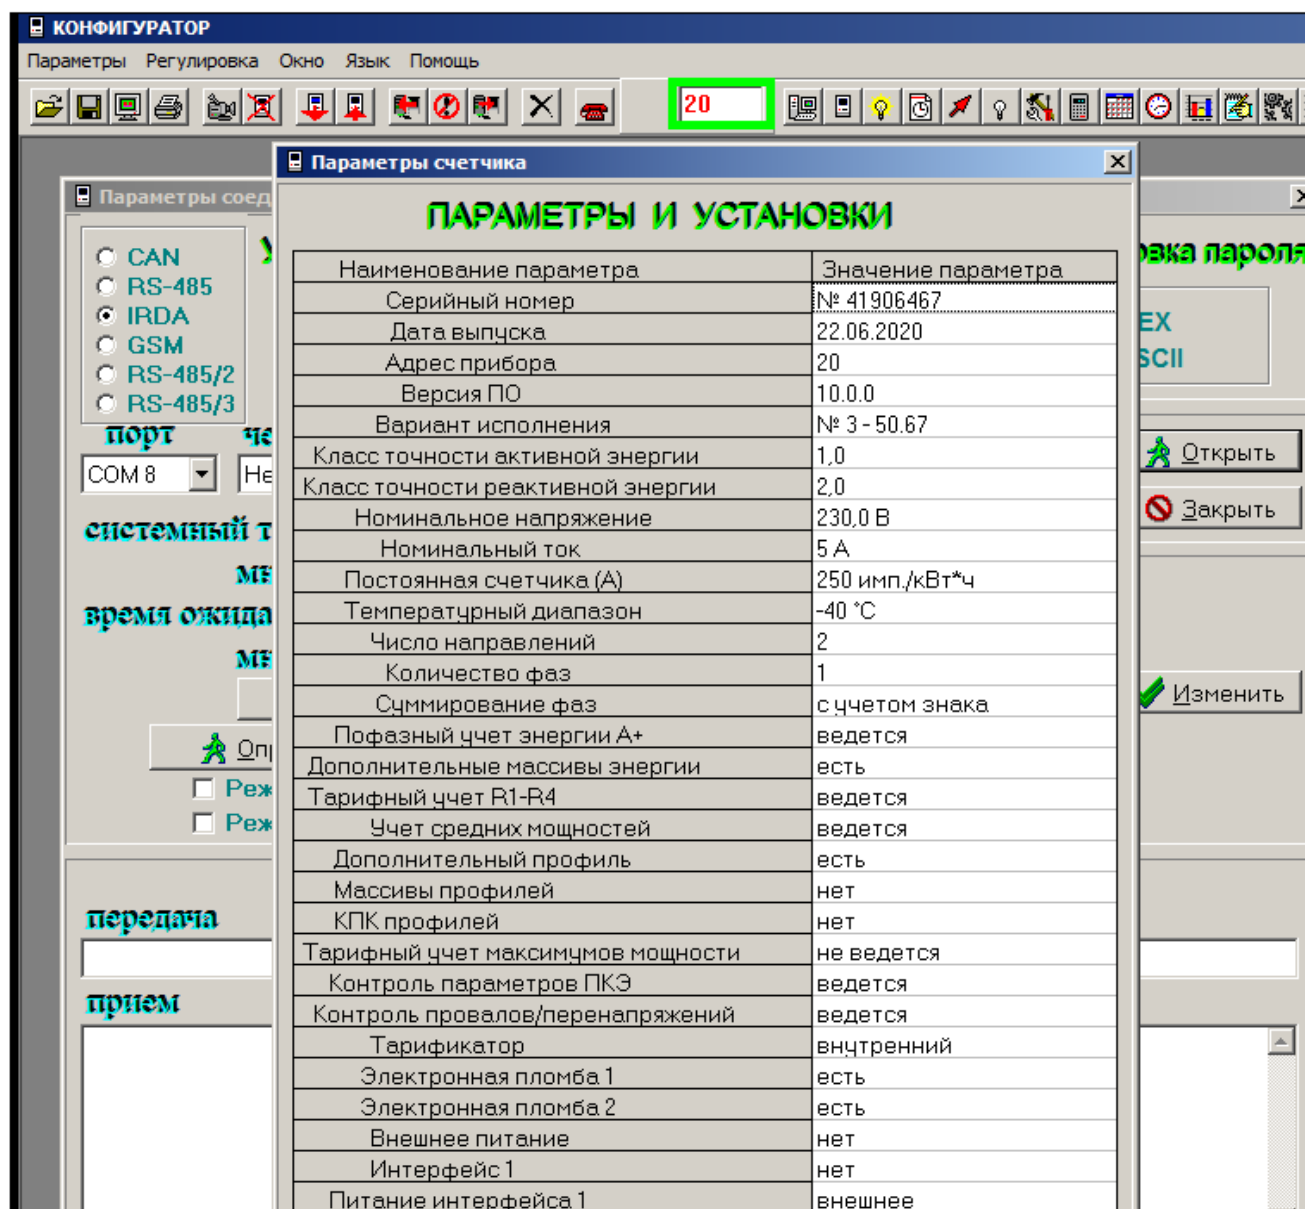 КОНФИГУРАТОР
Параметры Регулировка Окно Язык Помощь
20
Параметры счетчика
Параметры соед
ПАРАМЕТРЫ И УСТАНОВКИ
CAN
RS-485
IRDA
GSM
RS-485/2
RS-485/3
порт
COM 8
Не
системный т
время ожида
Реж
Реж
передача
прием
Наименование параметра Значение параметра
Серийный номер № 41906467
Дата выпуска 22.06.2020
Адрес прибора 20
Версия ПО 10.0.0
Вариант исполнения № 3 - 50.67
Класс точности активной энергии 1,0
Класс точности реактивной энергии 2,0
Номинальное напряжение 230,0 В
Номинальный ток 5 А
Постоянная счетчика (А) 250 имп./кВт*ч
Температурный диапазон -40 °C
Число направлений 2
Количество фаз 1
Суммирование фаз с учетом знака
Пофазный учет энергии А+ ведется
Дополнительные массивы энергии есть
Тарифный учет R1-R4 ведется
Учет средних мощностей ведется
Дополнительный профиль есть
Массивы профилей нет
КПК профилей нет
Тарифный учет максимумов мощности не ведется
Контроль параметров ПКЭ ведется
Контроль провалов/перенапряжений ведется
Тарификатор внутренний
Электронная пломба 1 есть
Электронная пломба 2 есть
Внешнее питание нет
Интерфейс 1 нет
Питание интерфейса 1 внешнее
овка пароля
EX
SCII
Открыть
Закрыть
Изменить